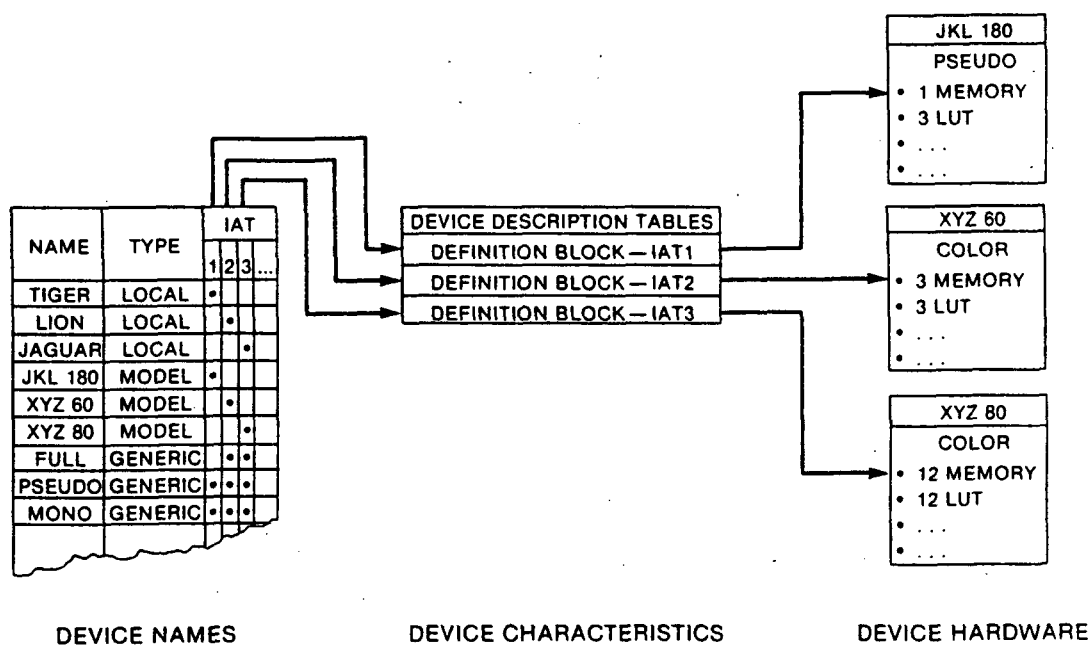 NAME TYPE IAT
1 2 3 ...
TIGER LOCAL •
LION LOCAL •
JAGUAR LOCAL •
JKL 180 MODEL •
XYZ 60 MODEL •
XYZ 80 MODEL •
FULL GENERIC • •
PSEUDO GENERIC • • •
MONO GENERIC • • •
DEVICE NAMES
DEVICE DESCRIPTION TABLES
DEFINITION BLOCK—IAT1
DEFINITION BLOCK—IAT2
DEFINITION BLOCK—IAT3
DEVICE CHARACTERISTICS
JKL 180
PSEUDO
• 1 MEMORY
• 3 LUT
• ...
• ...
XYZ 60
COLOR
• 3 MEMORY
• 3 LUT
• ...
• ...
XYZ 80
COLOR
• 12 MEMORY
• 12 LUT
• ...
• ...
DEVICE HARDWARE